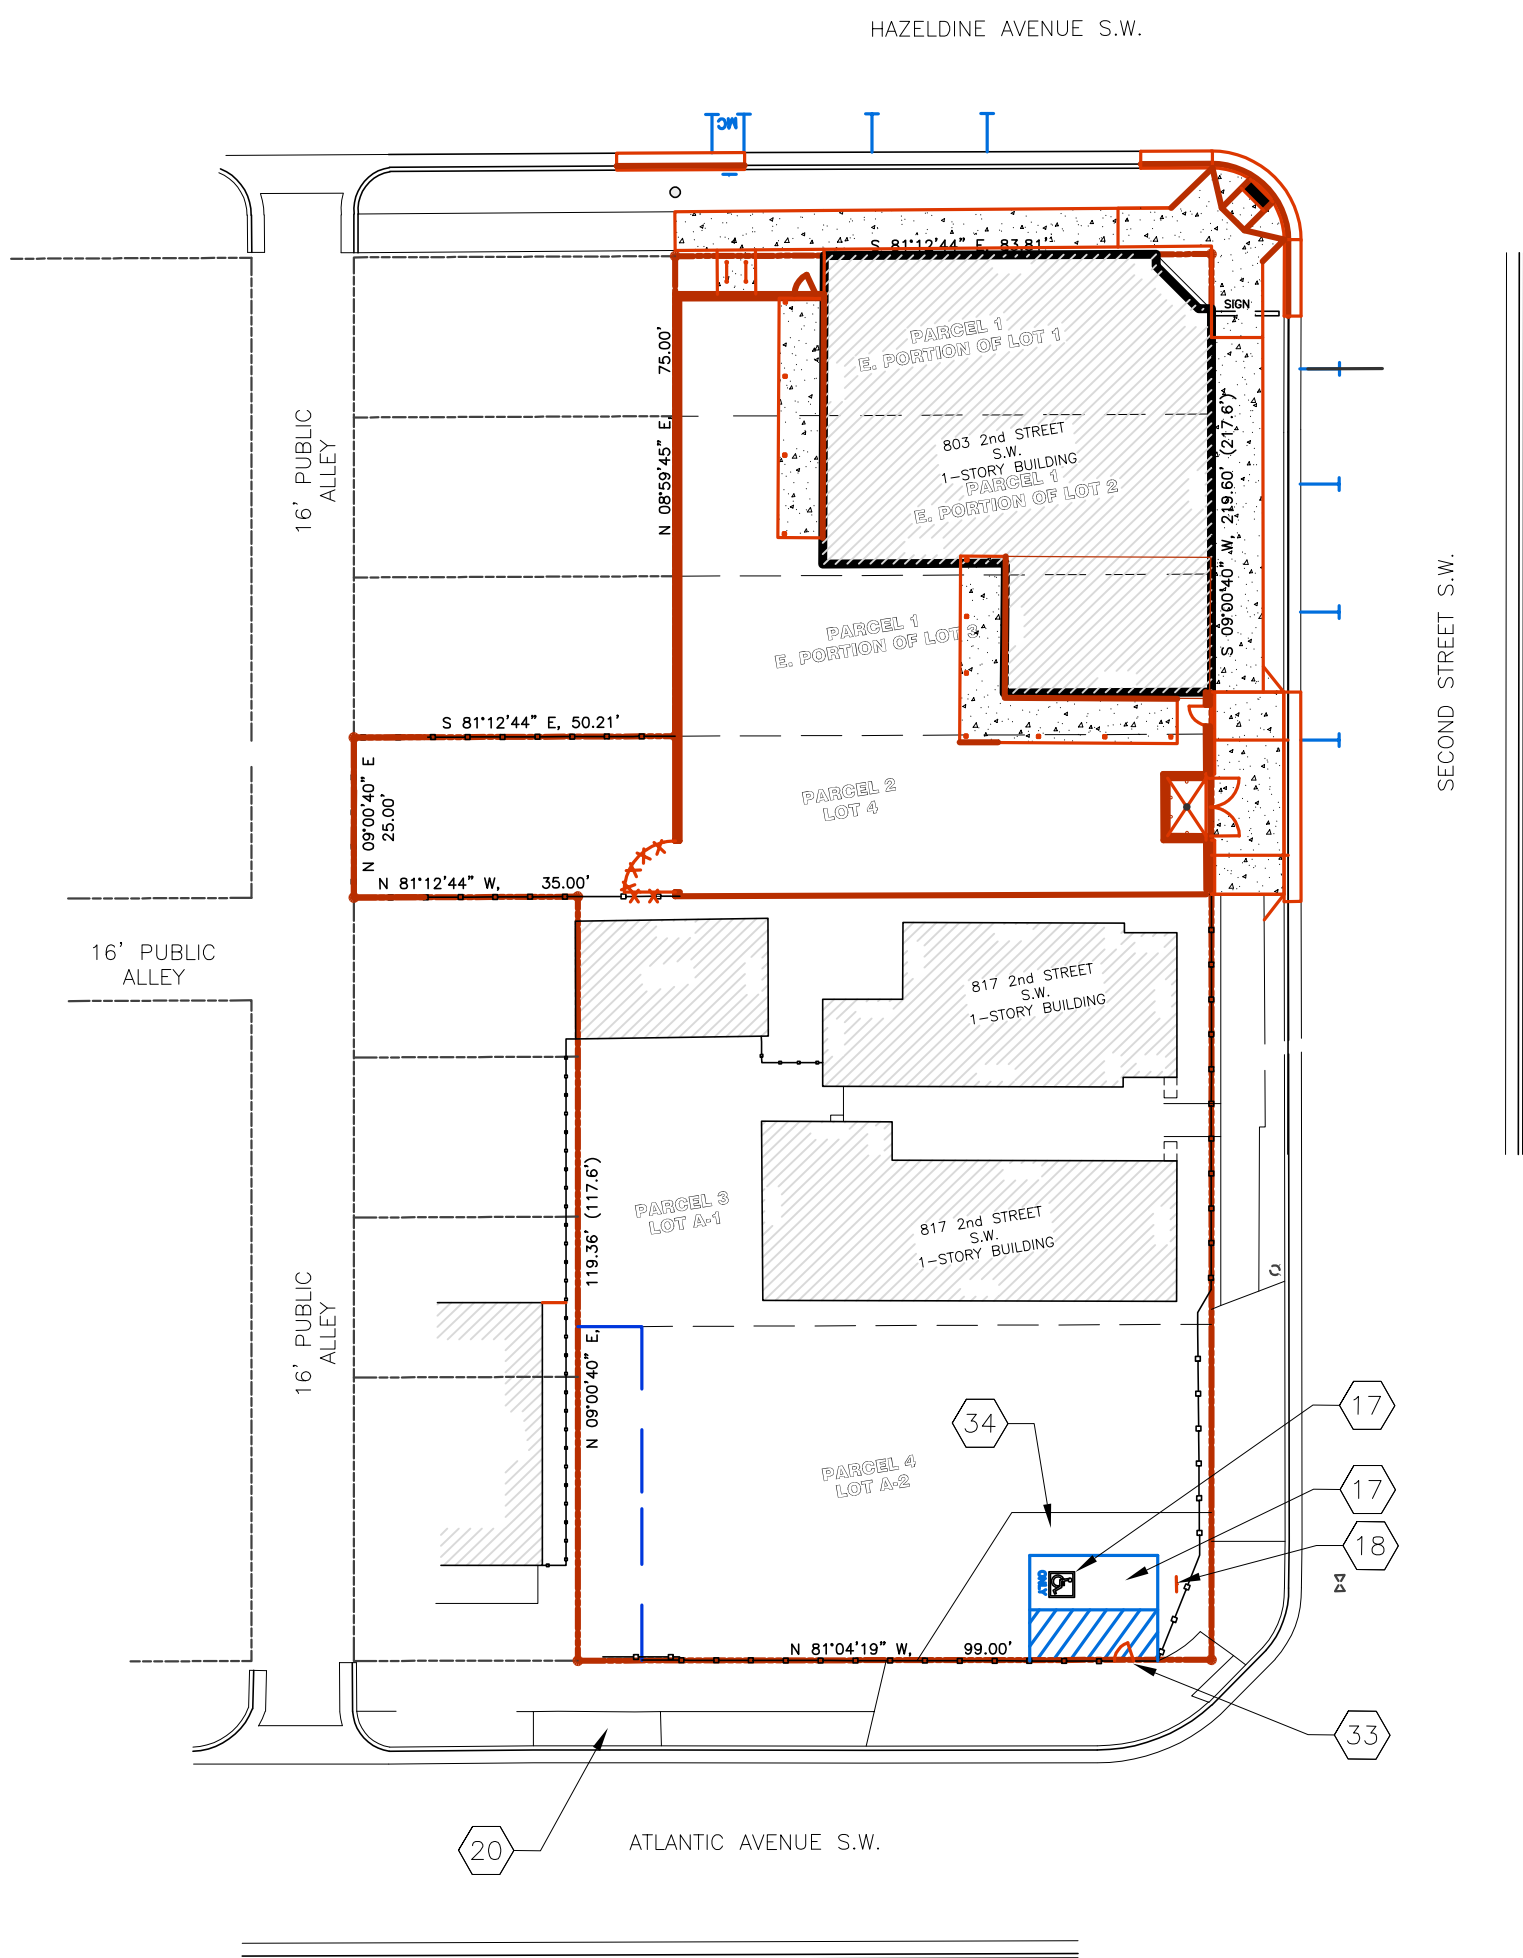 HAZELDINE AVENUE S.W.
MC
S 81°12'44" E, 83.81'
SIGN
PARCEL 1
E. PORTION OF LOT 1
75.00'
N 08°59'45" E,
16' PUBLIC
ALLEY
803 2nd STREET
S.W.
1-STORY BUILDING
PARCEL 1
E. PORTION OF LOT 2
S 09°00'40" W, 219.60' (217.6')
SECOND STREET S.W.
PARCEL 1
E. PORTION OF LOT 3
S 81°12'44" E, 50.21'
N 09°00'40" E
25.00'
PARCEL 2
LOT 4
N 81°12'44" W, 35.00'
16' PUBLIC
ALLEY
817 2nd STREET
S.W.
1-STORY BUILDING
PARCEL 3
LOT A-1
817 2nd STREET
S.W.
1-STORY BUILDING
N 09°00'40" E, 119.36' (117.6')
16' PUBLIC
ALLEY
34
17
PARCEL 4
LOT A-2
17
18
ONLY
N 81°04'19" W, 99.00'
33
20
ATLANTIC AVENUE S.W.